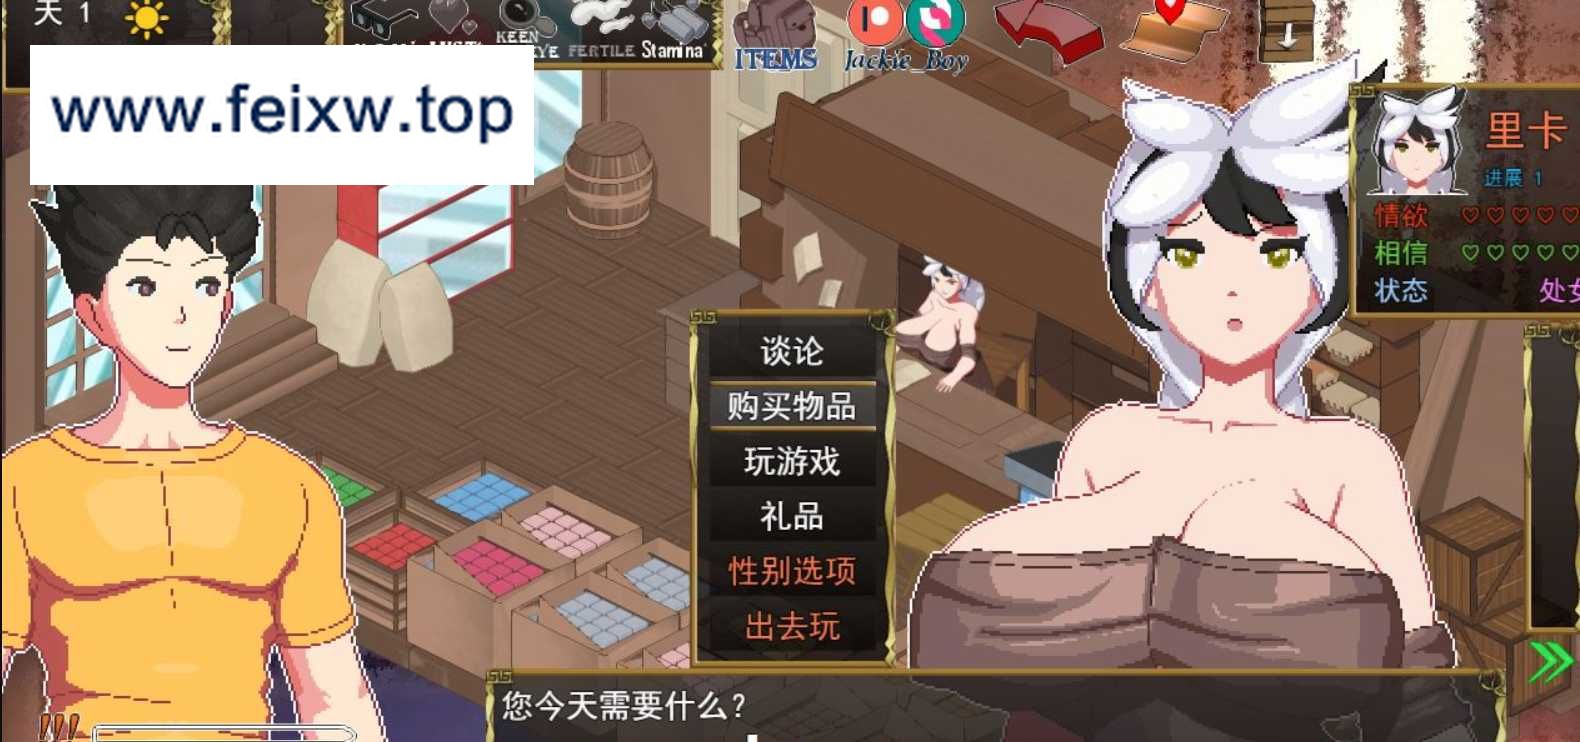 天 1
KEEN
EYE FERTILE Stamina
ITEMS
Jackie_Boy
www.feixw.top
里卡
进展 1
情欲
相信
状态 处女
谈论
购买物品
玩游戏
礼品
性别选项
出去玩
您今天需要什么?